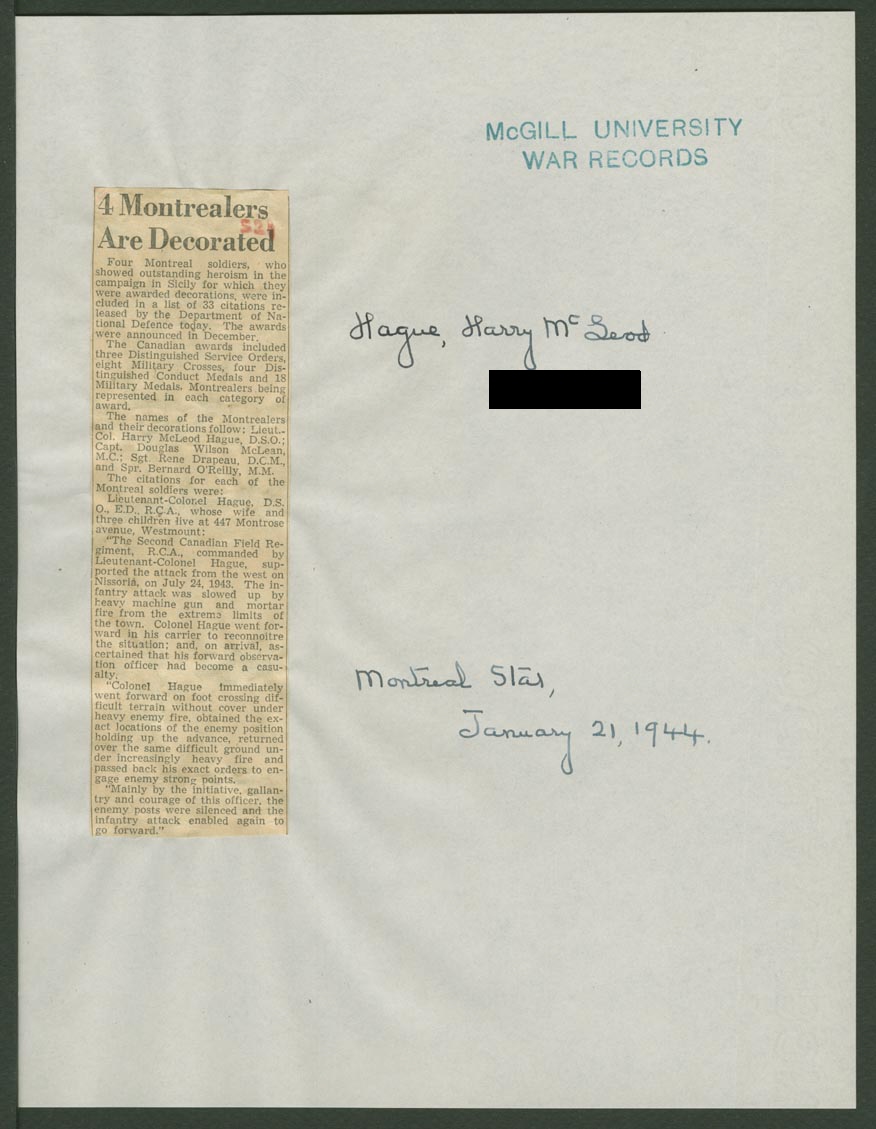 McGILL UNIVERSITY
WAR RECORDS
4 Montrealers
Are Decorated
Four Montreal soldiers, who
showed outstanding heroism in the
campaign in Sicily for which they
were awarded decorations, were in-
cluded in a list of 33 citations re-
leased by the Department of Na-
tional Defence today. The awards
were announced in December.
The Canadian awards included
three Distinguished Service Orders,
eight Military Crosses, four Dis-
tinguished Conduct Medals and 18
Military Medals. Montrealers being
represented in each category of
award.
The names of the Montrealers
and their decorations follow: Lieut.-
Col. Harry McLeod Hague, D.S.O.;
Capt. Douglas Wilson McLean,
M.C.; Sgt. Rene Drapeau, D.C.M.,
and Spr. Bernard O'Reilly, M.M.
The citations for each of the
Montreal soldiers were:
Lieutenant-Colonel Hague, D.S.
O., E.D., R.C.A., whose wife and
three children live at 447 Montrose
avenue, Westmount:
"The Second Canadian Field Re-
giment, R.C.A., commanded by
Lieutenant-Colonel Hague, sup-
ported the attack from the west on
Nissoria, on July 24, 1943. The in-
fantry attack was slowed up by
heavy machine gun and mortar
fire from the extreme limits of
the town. Colonel Hague went for-
ward in his carrier to reconnoitre
the situation; and, on arrival, as-
certained that his forward observa-
tion officer had become a casu-
alty.
"Colonel Hague immediately
went forward on foot crossing dif-
ficult terrain without cover under
heavy enemy fire, obtained the ex-
act locations of the enemy position
holding up the advance, returned
over the same difficult ground un-
der increasingly heavy fire and
passed back his exact orders to en-
gage enemy strong points.
"Mainly by the initiative, gallan-
try and courage of this officer, the
enemy posts were silenced and the
infantry attack enabled again to
go forward."
Hague, Harry McLeod
Montreal Star,
January 21, 1944.